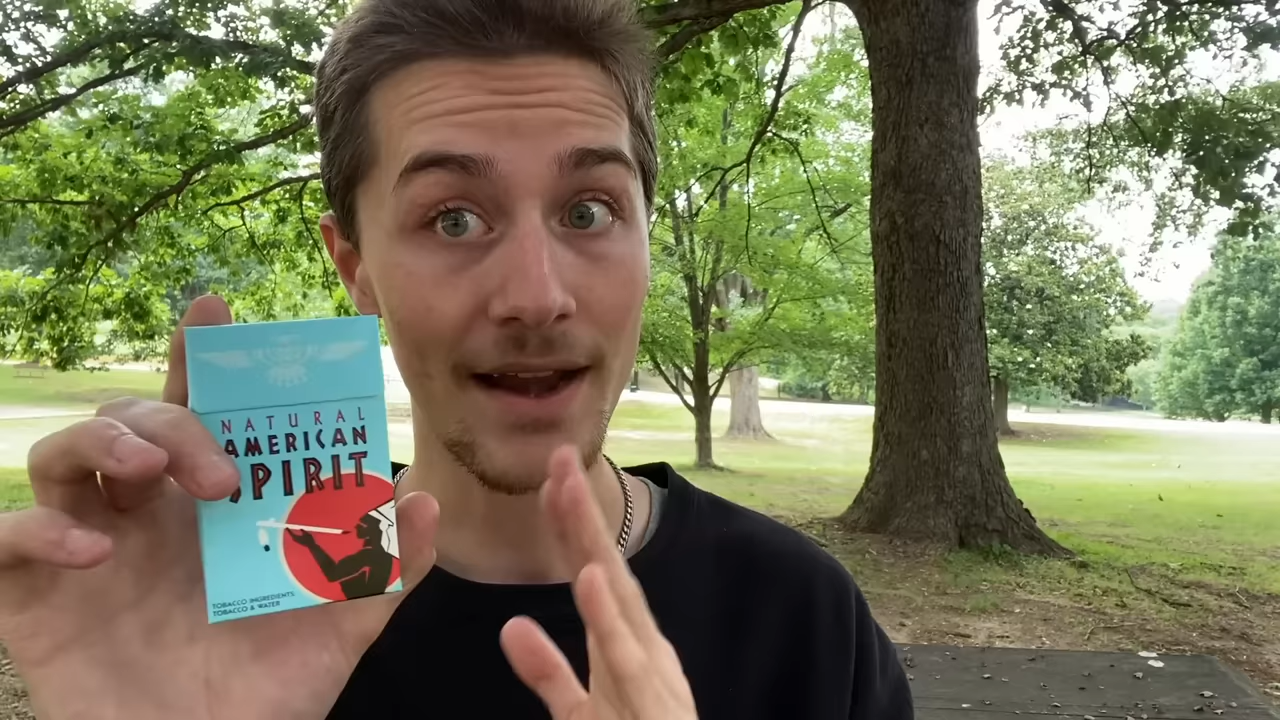 NATURAL
AMERICAN
SPIRIT
TOBACCO INGREDIENTS:
TOBACCO & WATER